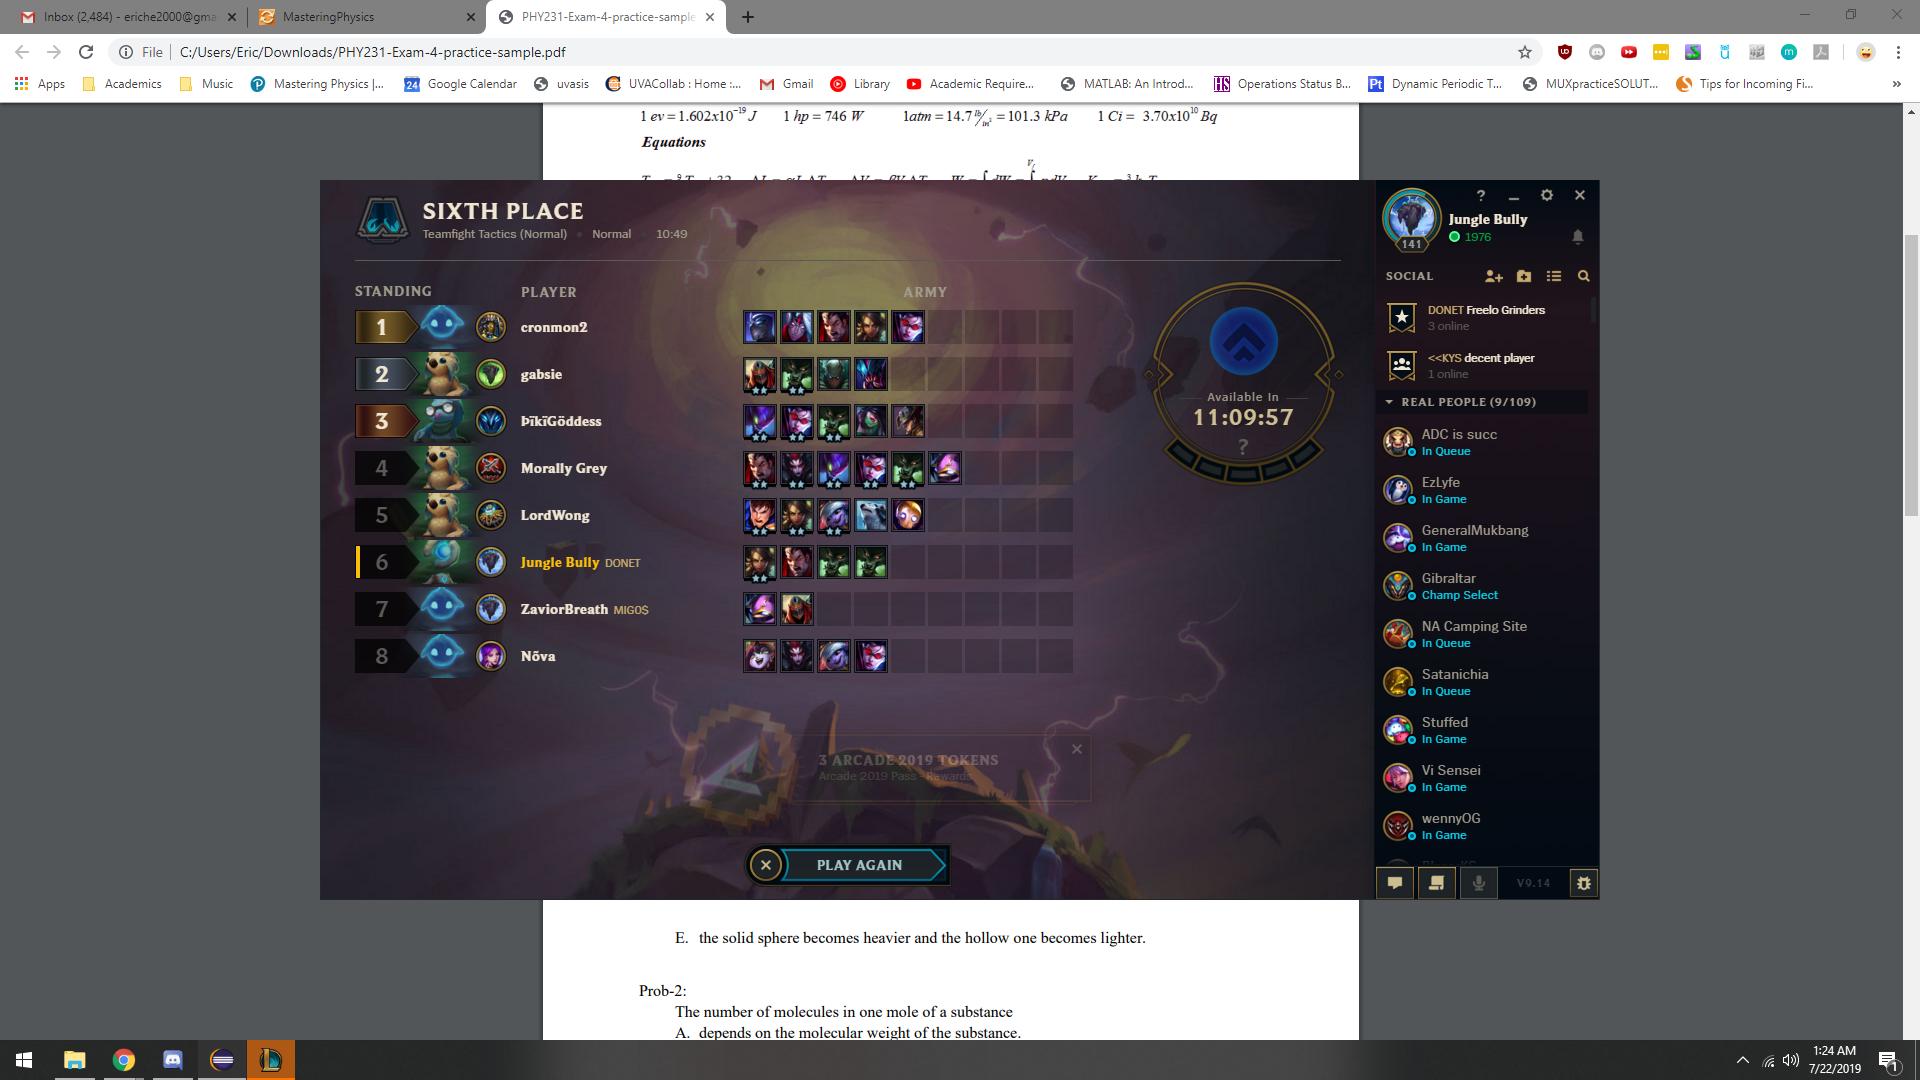 Inbox (2,484) - eriche2000@gma
MasteringPhysics
PHY231-Exam-4-practice-sample
File
C:/Users/Eric/Downloads/PHY231-Exam-4-practice-sample.pdf
Apps Academics Music Mastering Physics |... Google Calendar uvasis UVACollab : Home :... Gmail Library Academic Require... MATLAB: An Introd... Operations Status B... Dynamic Periodic T... MUXpracticeSOLUT... Tips for Incoming Fi... »
1 ev = 1.602x10⁻¹⁹ J 1 hp = 746 W 1atm = 14.7 lb/in² = 101.3 kPa 1 Ci = 3.70x10¹⁰ Bq
Equations
SIXTH PLACE
Teamfight Tactics (Normal) • Normal • 10:49
STANDING PLAYER ARMY
1 cronmon2
2 gabsie
3 ÞïkïGöddess
4 Morally Grey
5 LordWong
6 Jungle Bully DONET
7 ZaviorBreath MIGO$
8 Nõva
Available In
11:09:57
?
3 ARCADE 2019 TOKENS
Arcade 2019 Pass - Rewards
PLAY AGAIN
?
Jungle Bully
1976
141
SOCIAL
DONET Freelo Grinders
3 online
<<KYS decent player
1 online
REAL PEOPLE (9/109)
ADC is succ
In Queue
EzLyfe
In Game
GeneralMukbang
In Game
Gibraltar
Champ Select
NA Camping Site
In Queue
Satanichia
In Queue
Stuffed
In Game
Vi Sensei
In Game
wennyOG
In Game
V9.14
E. the solid sphere becomes heavier and the hollow one becomes lighter.
Prob-2:
The number of molecules in one mole of a substance
A. depends on the molecular weight of the substance.
1:24 AM
7/22/2019
1